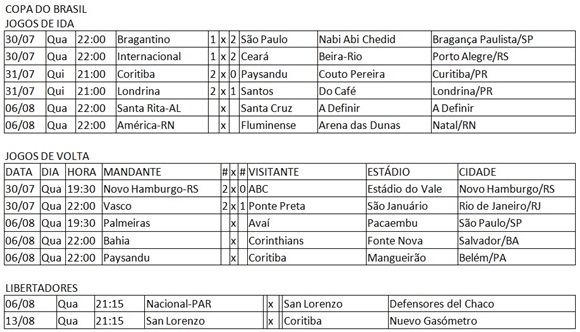 COPA DO BRASIL
JOGOS DE IDA
30/07 Qua 22:00 Bragantino 1 x 2 São Paulo Nabi Abi Chedid Bragança Paulista/SP
30/07 Qua 22:00 Internacional 1 x 2 Ceará Beira-Rio Porto Alegre/RS
31/07 Qui 21:00 Coritiba 2 x 0 Paysandu Couto Pereira Curitiba/PR
31/07 Qui 21:00 Londrina 2 x 1 Santos Do Café Londrina/PR
06/08 Qua 22:00 Santa Rita-AL x Santa Cruz A Definir A Definir
06/08 Qua 22:00 América-RN x Fluminense Arena das Dunas Natal/RN
JOGOS DE VOLTA
DATA DIA HORA MANDANTE # x # VISITANTE ESTÁDIO CIDADE
30/07 Qua 19:30 Novo Hamburgo-RS 2 x 0 ABC Estádio do Vale Novo Hamburgo/RS
30/07 Qua 22:00 Vasco 2 x 1 Ponte Preta São Januário Rio de Janeiro/RJ
06/08 Qua 19:30 Palmeiras x Avaí Pacaembu São Paulo/SP
06/08 Qua 22:00 Bahia x Corinthians Fonte Nova Salvador/BA
06/08 Qua 22:00 Paysandu x Coritiba Mangueirão Belém/PA
LIBERTADORES
06/08 Qua 21:15 Nacional-PAR x San Lorenzo Defensores del Chaco
13/08 Qua 21:15 San Lorenzo x Coritiba Nuevo Gasómetro